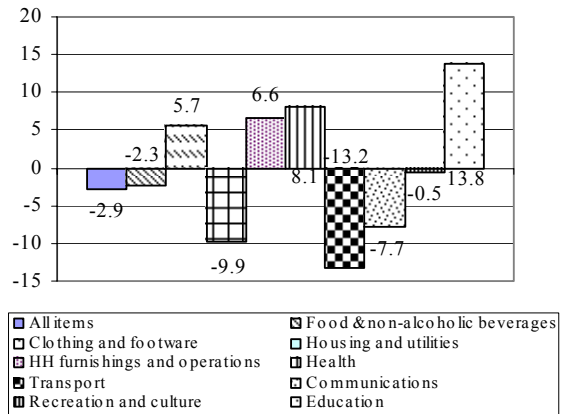 20
15
10
5
0
-5
-10
-15
-2.9
-2.3
5.7
-9.9
6.6
8.1
-13.2
-7.7
-0.5
13.8
All items
Food & non-alcoholic beverages
Clothing and footware
Housing and utilities
HH furnishings and operations
Health
Transport
Communications
Recreation and culture
Education